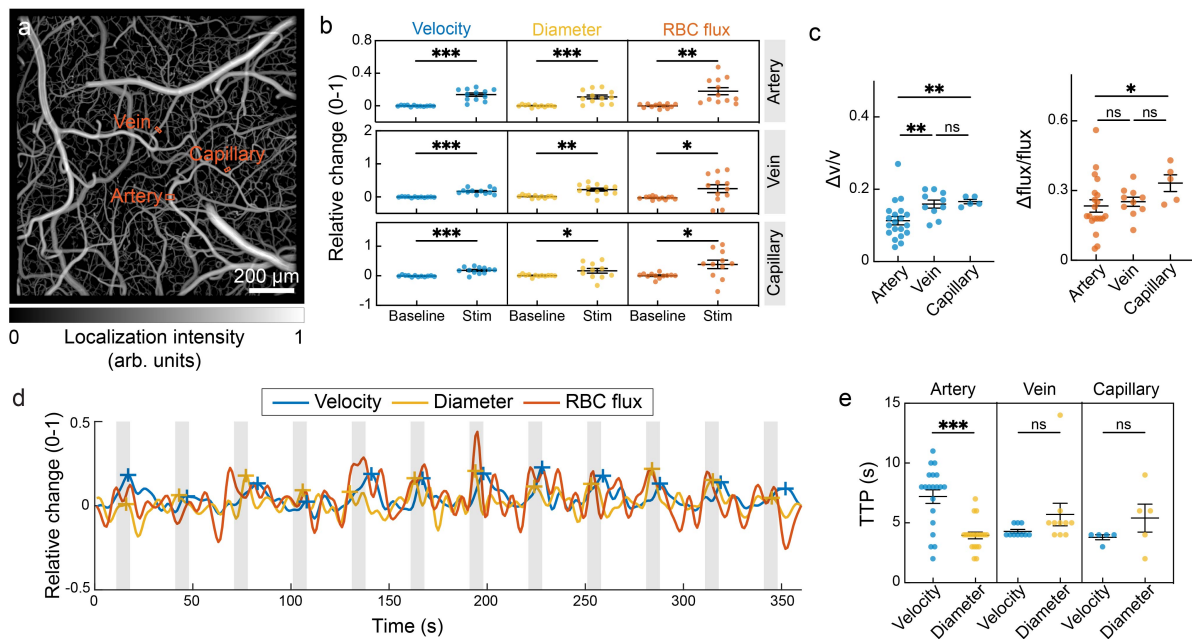 a
Vein
Capillary
Artery
200 µm
0 1
Localization intensity
(arb. units)
b
Velocity Diameter RBC flux
Relative change (0-1)
0.8
0.4
0
*** *** **
Artery
2
1
0
*** ** *
Vein
1
0
-1
*** * *
Capillary
Baseline Stim Baseline Stim Baseline Stim
c
Δv/v
0.4
0.2
0
**
** ns
Artery Vein Capillary
Δflux/flux
0.6
0.3
0
*
ns ns
Artery Vein Capillary
d
Velocity Diameter RBC flux
Relative change (0-1)
0.5
0
-0.5
0 50 100 150 200 250 300 350
Time (s)
e
Artery Vein Capillary
TTP (s)
15
10
5
0
*** ns ns
Velocity Diameter Velocity Diameter Velocity Diameter